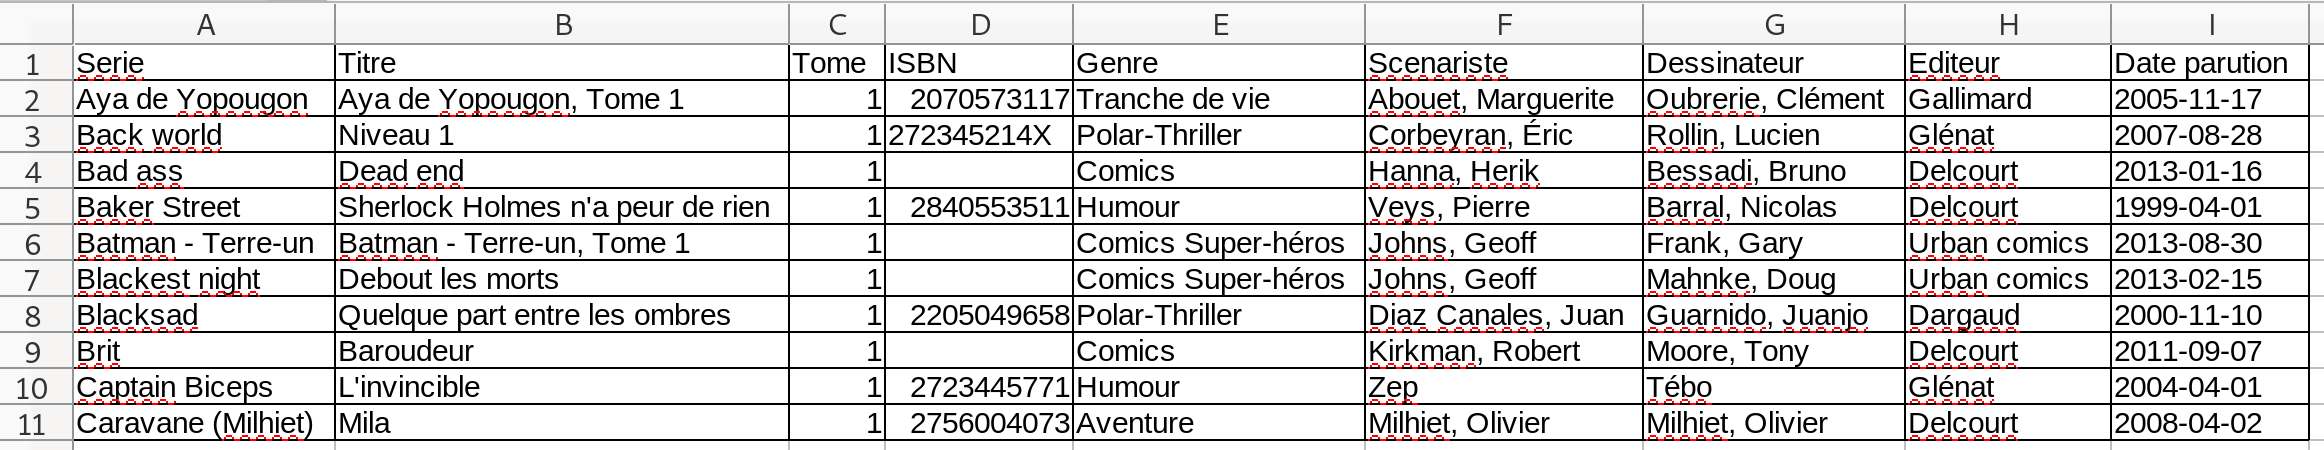 A B C D E F G H I
1 Serie Titre Tome ISBN Genre Scenariste Dessinateur Editeur Date parution
2 Aya de Yopougon Aya de Yopougon, Tome 1 1 2070573117 Tranche de vie Abouet, Marguerite Oubrerie, Clément Gallimard 2005-11-17
3 Back world Niveau 1 1 272345214X Polar-Thriller Corbeyran, Éric Rollin, Lucien Glénat 2007-08-28
4 Bad ass Dead end 1 Comics Hanna, Herik Bessadi, Bruno Delcourt 2013-01-16
5 Baker Street Sherlock Holmes n'a peur de rien 1 2840553511 Humour Veys, Pierre Barral, Nicolas Delcourt 1999-04-01
6 Batman - Terre-un Batman - Terre-un, Tome 1 1 Comics Super-héros Johns, Geoff Frank, Gary Urban comics 2013-08-30
7 Blackest night Debout les morts 1 Comics Super-héros Johns, Geoff Mahnke, Doug Urban comics 2013-02-15
8 Blacksad Quelque part entre les ombres 1 2205049658 Polar-Thriller Diaz Canales, Juan Guarnido, Juanjo Dargaud 2000-11-10
9 Brit Baroudeur 1 Comics Kirkman, Robert Moore, Tony Delcourt 2011-09-07
10 Captain Biceps L'invincible 1 2723445771 Humour Zep Tébo Glénat 2004-04-01
11 Caravane (Milhiet) Mila 1 2756004073 Aventure Milhiet, Olivier Milhiet, Olivier Delcourt 2008-04-02